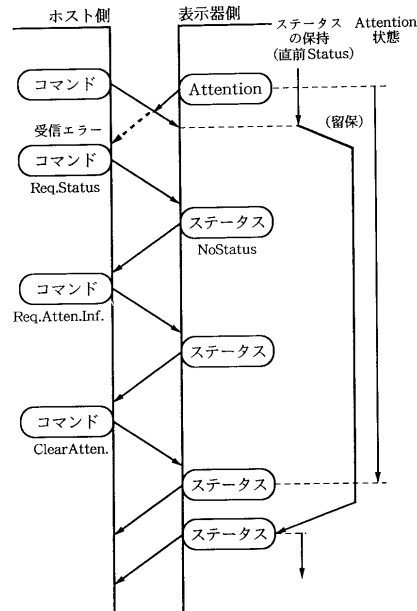 ホスト側
表示器側
ステータス
の保持
(直前Status)
Attention
状態
コマンド
Attention
(留保)
受信エラー
コマンド
Req.Status
ステータス
NoStatus
コマンド
Req.Atten.Inf.
ステータス
コマンド
ClearAtten.
ステータス
ステータス